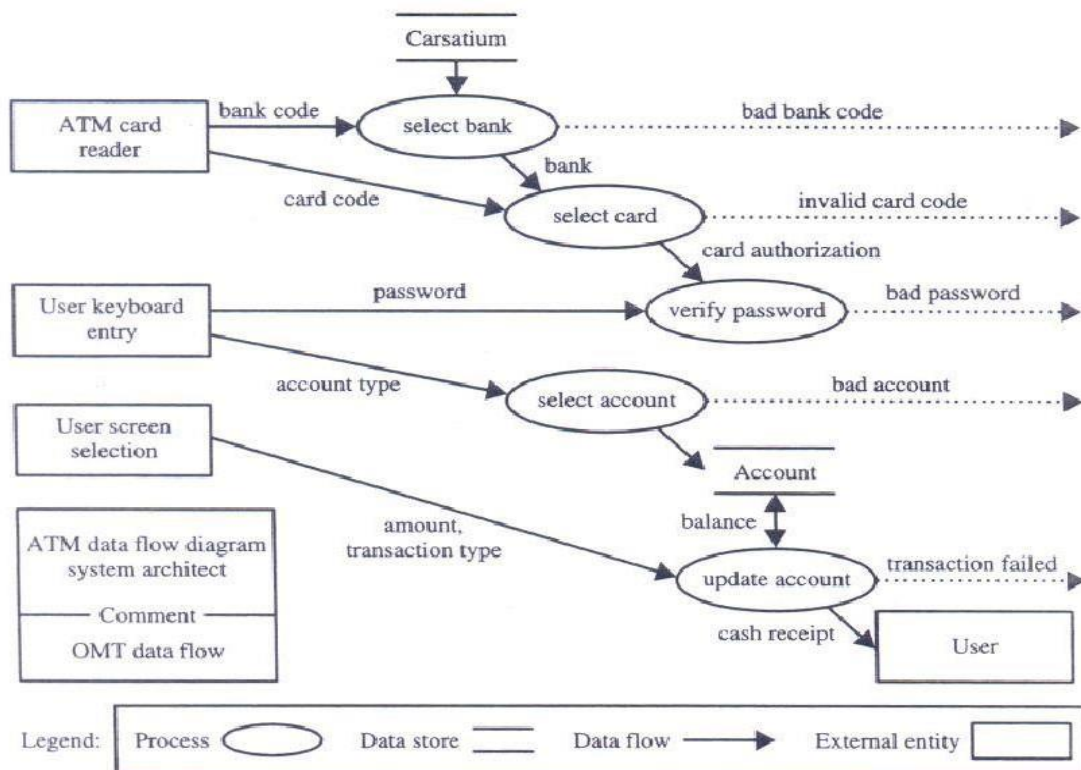 Carsatium
ATM card
reader
bank code
select bank
bad bank code
bank
card code
select card
invalid card code
card authorization
User keyboard
entry
password
verify password
bad password
account type
select account
bad account
User screen
selection
Account
amount,
transaction type
balance
update account
transaction failed
cash receipt
User
ATM data flow diagram
system architect
Comment
OMT data flow
Legend: Process Data store Data flow External entity